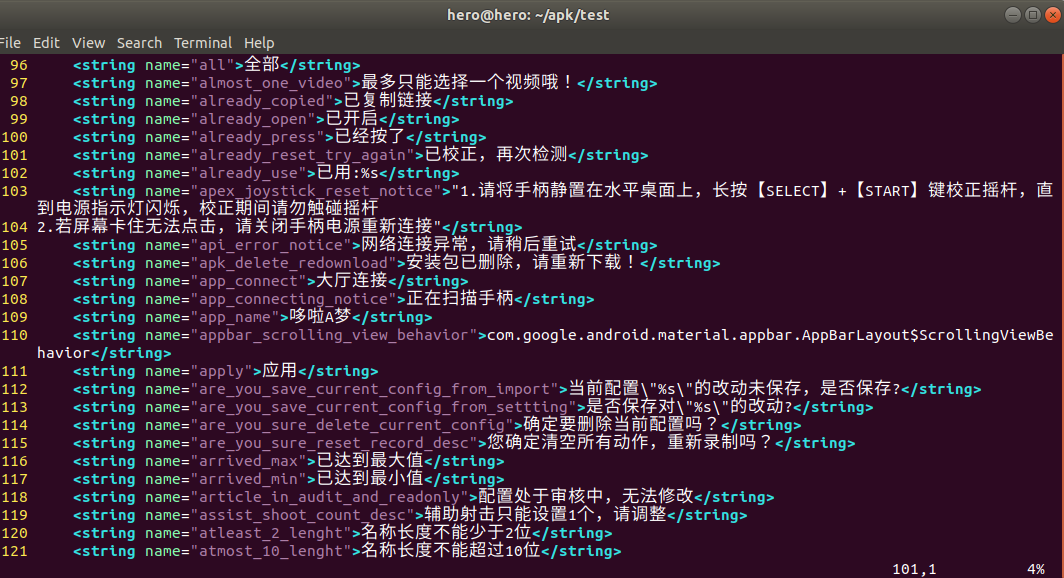 hero@hero: ~/apk/test
File Edit View Search Terminal Help
96     <string name="all">全部</string>
97     <string name="almost_one_video">最多只能选择一个视频哦！</string>
98     <string name="already_copied">已复制链接</string>
99     <string name="already_open">已开启</string>
100     <string name="already_press">已经按了</string>
101     <string name="already_reset_try_again">已校正，再次检测</string>
102     <string name="already_use">已用:%s</string>
103     <string name="apex_joystick_reset_notice">"1.请将手柄静置在水平桌面上，长按【SELECT】+【START】键校正摇杆，直
到电源指示灯闪烁，校正期间请勿触碰摇杆
104 2.若屏幕卡住无法点击，请关闭手柄电源重新连接"</string>
105     <string name="api_error_notice">网络连接异常，请稍后重试</string>
106     <string name="apk_delete_redownload">安装包已删除，请重新下载！</string>
107     <string name="app_connect">大厅连接</string>
108     <string name="app_connecting_notice">正在扫描手柄</string>
109     <string name="app_name">哆啦A梦</string>
110     <string name="appbar_scrolling_view_behavior">com.google.android.material.appbar.AppBarLayout$ScrollingViewBe
havior</string>
111     <string name="apply">应用</string>
112     <string name="are_you_save_current_config_from_import">当前配置\"%s\"的改动未保存，是否保存?</string>
113     <string name="are_you_save_current_config_from_settting">是否保存对\"%s\"的改动?</string>
114     <string name="are_you_sure_delete_current_config">确定要删除当前配置吗？</string>
115     <string name="are_you_sure_reset_record_desc">您确定清空所有动作，重新录制吗？</string>
116     <string name="arrived_max">已达到最大值</string>
117     <string name="arrived_min">已达到最小值</string>
118     <string name="article_in_audit_and_readonly">配置处于审核中，无法修改</string>
119     <string name="assist_shoot_count_desc">辅助射击只能设置1个，请调整</string>
120     <string name="atleast_2_lenght">名称长度不能少于2位</string>
121     <string name="atmost_10_lenght">名称长度不能超过10位</string>
101,1 4%